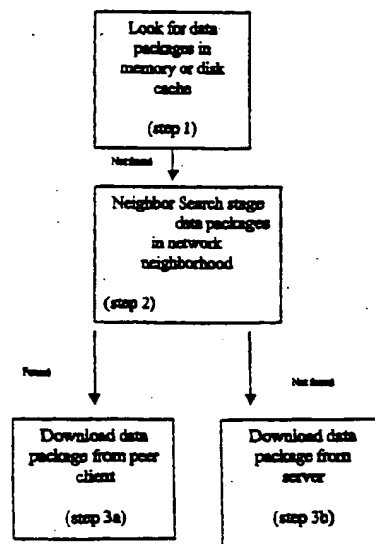 Look for data
packages in
memory or disk
cache
(step 1)
Not found
Neighbor Search stage
data packages
in network
neighborhood
(step 2)
Found
Not found
Download data
package from peer
client
(step 3a)
Download data
package from
server
(step 3b)